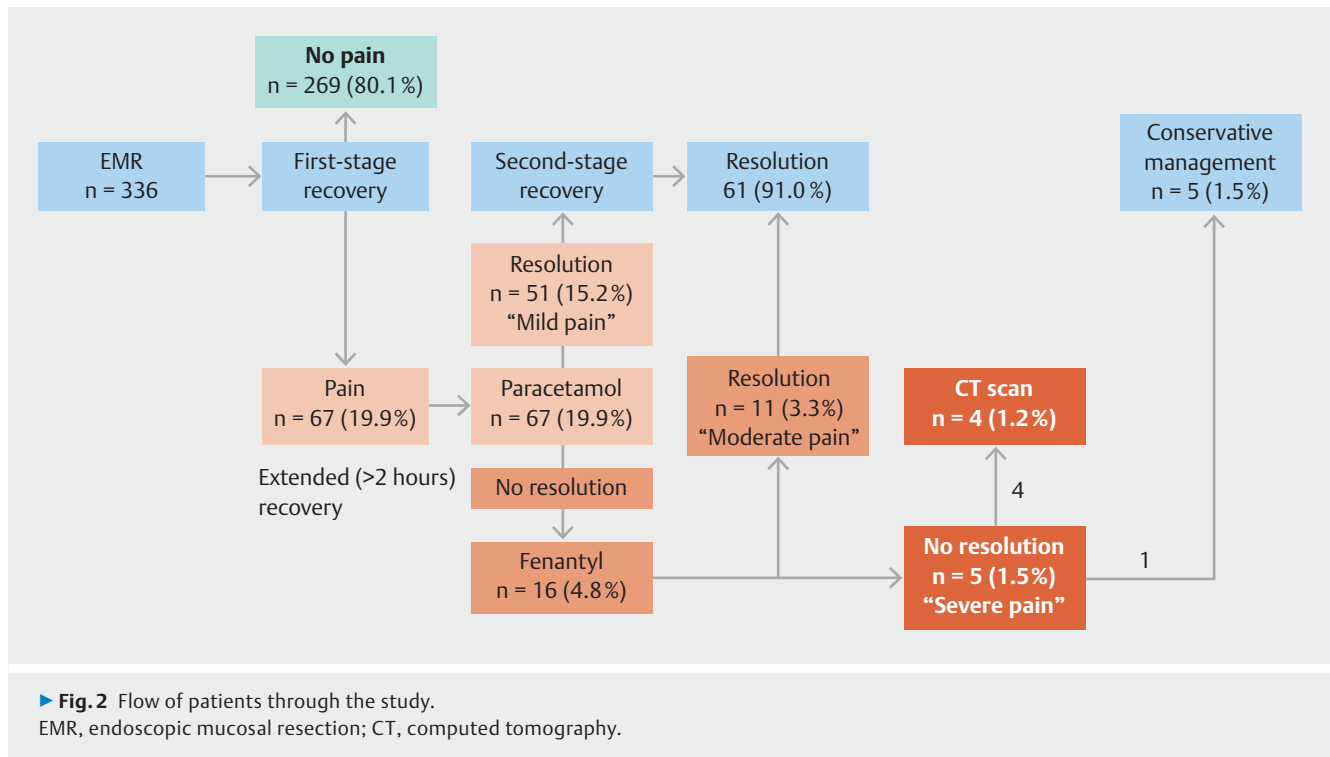 No pain
n = 269 (80.1%)
EMR
n = 336
First-stage
recovery
Second-stage
recovery
Resolution
61 (91.0%)
Conservative
management
n = 5 (1.5%)
Resolution
n = 51 (15.2%)
“Mild pain”
Pain
n = 67 (19.9%)
Paracetamol
n = 67 (19.9%)
Resolution
n = 11 (3.3%)
“Moderate pain”
CT scan
n = 4 (1.2%)
Extended (>2 hours)
recovery
No resolution
4
Fenantyl
n = 16 (4.8%)
No resolution
n = 5 (1.5%)
“Severe pain”
1
▶ Fig. 2 Flow of patients through the study.
EMR, endoscopic mucosal resection; CT, computed tomography.